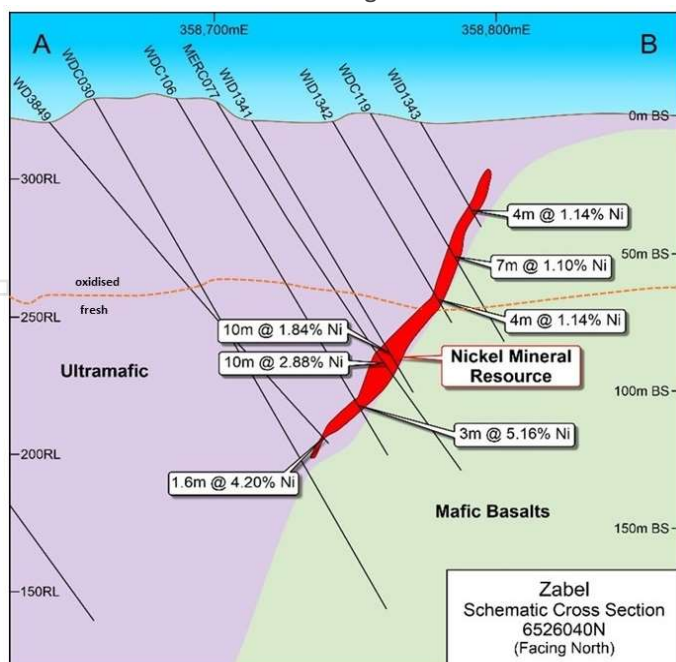 358,700mE
358,800mE
A
B
WD3849
WDC030
WDC106
MERC077
WID1341
WID1342
WDC119
WID1343
0m BS
300RL
4m @ 1.14% Ni
50m BS
7m @ 1.10% Ni
oxidised
fresh
250RL
4m @ 1.14% Ni
10m @ 1.84% Ni
10m @ 2.88% Ni
Nickel Mineral
Resource
Ultramafic
100m BS
3m @ 5.16% Ni
200RL
1.6m @ 4.20% Ni
Mafic Basalts
150m BS
150RL
Zabel
Schematic Cross Section
6526040N
(Facing North)